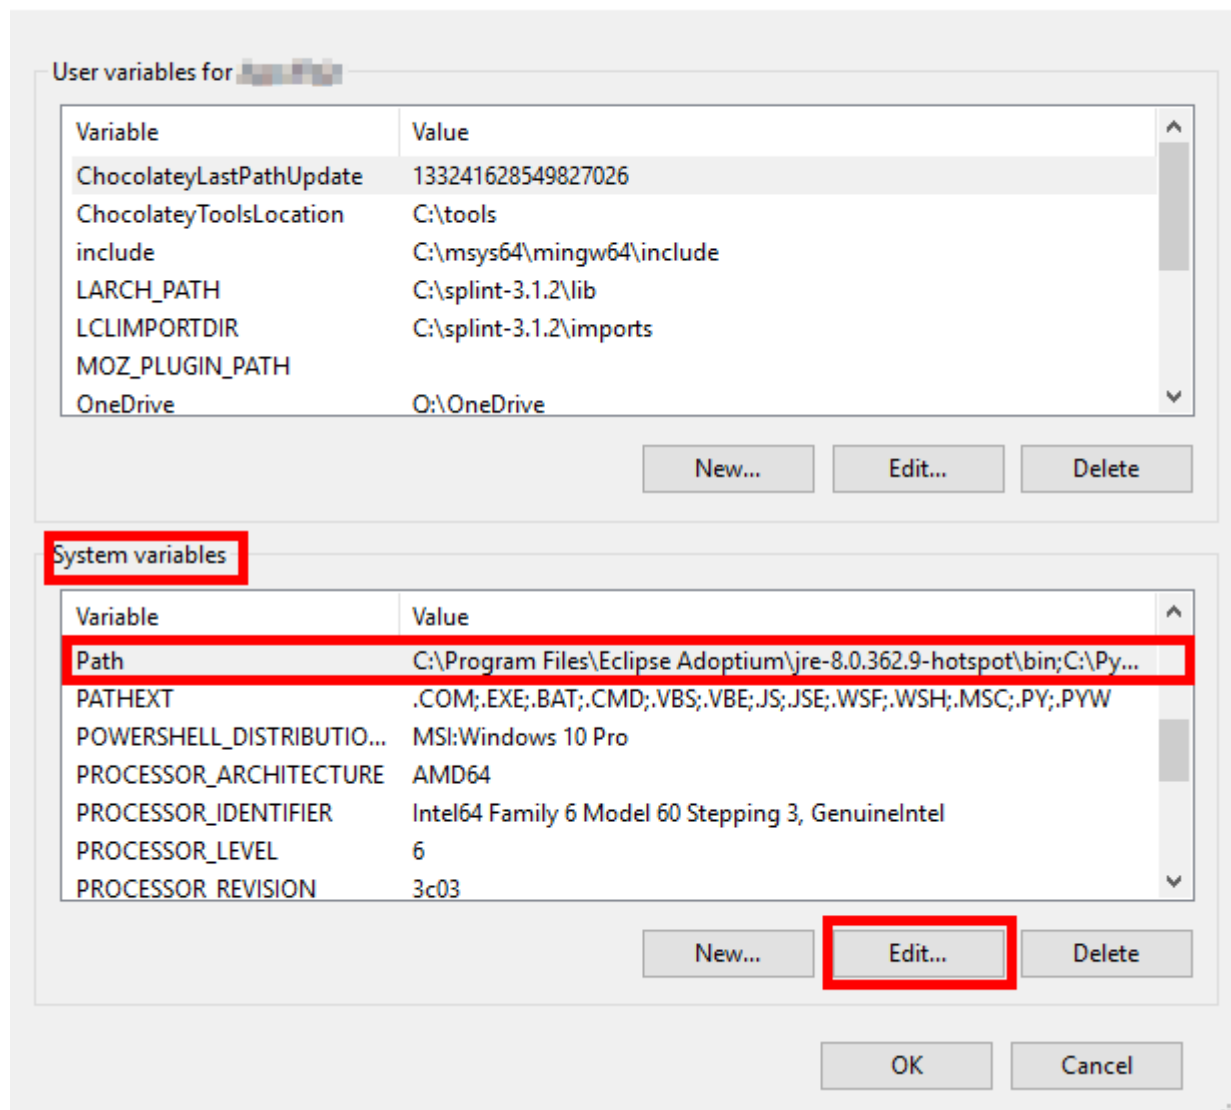 User variables for
Variable Value
ChocolateyLastPathUpdate 133241628549827026
ChocolateyToolsLocation C:\tools
include C:\msys64\mingw64\include
LARCH_PATH C:\splint-3.1.2\lib
LCLIMPORTDIR C:\splint-3.1.2\imports
MOZ_PLUGIN_PATH
OneDrive O:\OneDrive
New... Edit... Delete
System variables
Variable Value
Path C:\Program Files\Eclipse Adoptium\jre-8.0.362.9-hotspot\bin;C:\Py...
PATHEXT .COM;.EXE;.BAT;.CMD;.VBS;.VBE;.JS;.JSE;.WSF;.WSH;.MSC;.PY;.PYW
POWERSHELL_DISTRIBUTIO... MSI:Windows 10 Pro
PROCESSOR_ARCHITECTURE AMD64
PROCESSOR_IDENTIFIER Intel64 Family 6 Model 60 Stepping 3, GenuineIntel
PROCESSOR_LEVEL 6
PROCESSOR_REVISION 3c03
New... Edit... Delete
OK Cancel